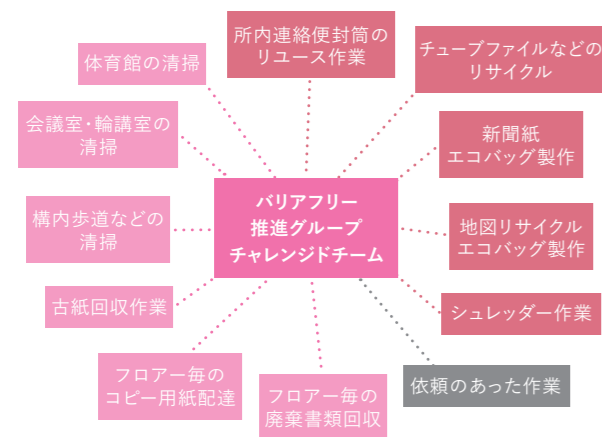 所内連絡便封筒の
リユース作業
チューブファイルなどの
リサイクル
体育館の清掃
会議室・輪講室の
清掃
新聞紙
エコバッグ製作
バリアフリー
推進グループ
チャレンジドチーム
構内歩道などの
清掃
地図リサイクル
エコバッグ製作
古紙回収作業
シュレッダー作業
フロアー毎の
コピー用紙配達
フロアー毎の
廃棄書類回収
依頼のあった作業